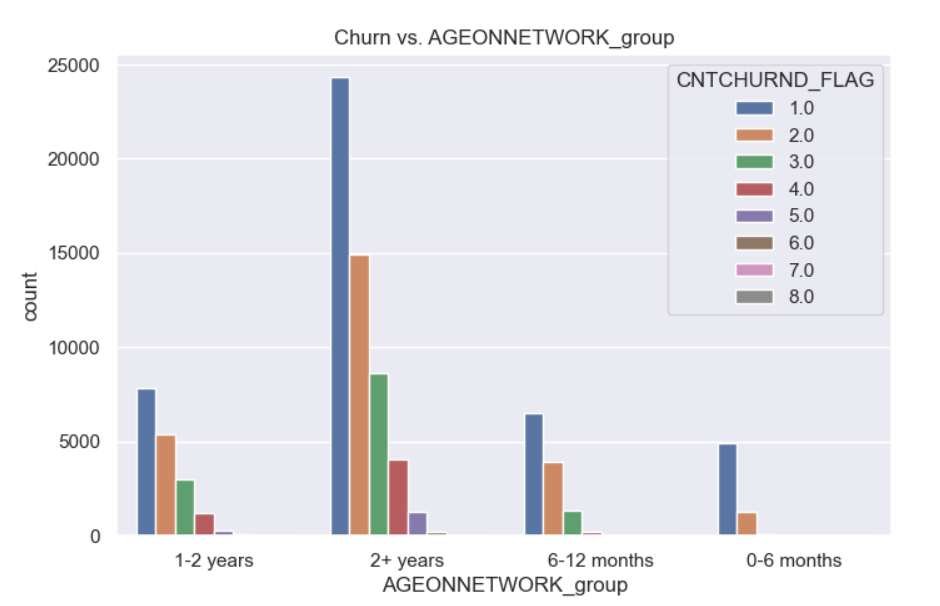 Churn vs. AGEONNETWORK_group
CNTCHURND_FLAG
1.0
2.0
3.0
4.0
5.0
6.0
7.0
8.0
25000
20000
15000
10000
5000
0
count
1-2 years
2+ years
6-12 months
0-6 months
AGEONNETWORK_group